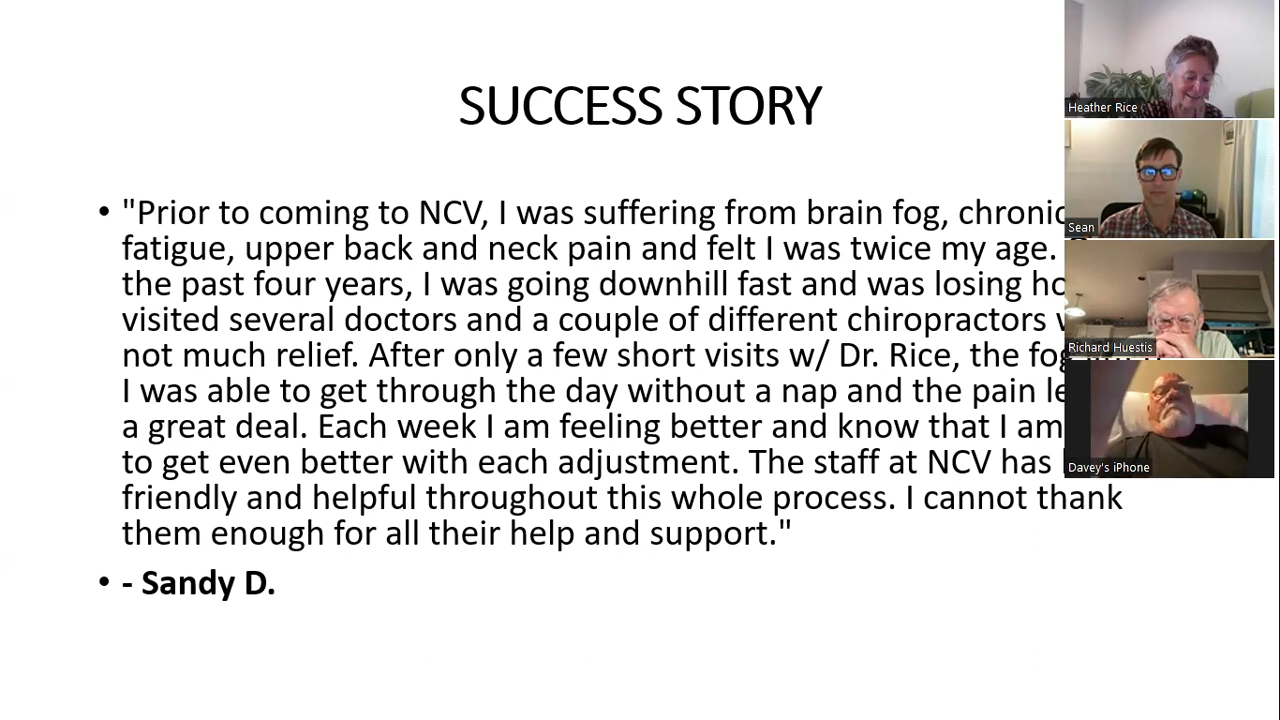 SUCCESS STORY
• "Prior to coming to NCV, I was suffering from brain fog, chronic
fatigue, upper back and neck pain and felt I was twice my age.
the past four years, I was going downhill fast and was losing
visited several doctors and a couple of different chiropractors
not much relief. After only a few short visits w/ Dr. Rice, the fog
I was able to get through the day without a nap and the pain
a great deal. Each week I am feeling better and know that I am
to get even better with each adjustment. The staff at NCV has
friendly and helpful throughout this whole process. I cannot thank
them enough for all their help and support."
• - Sandy D.
Heather Rice
Sean
Richard Huestis
Davey's iPhone